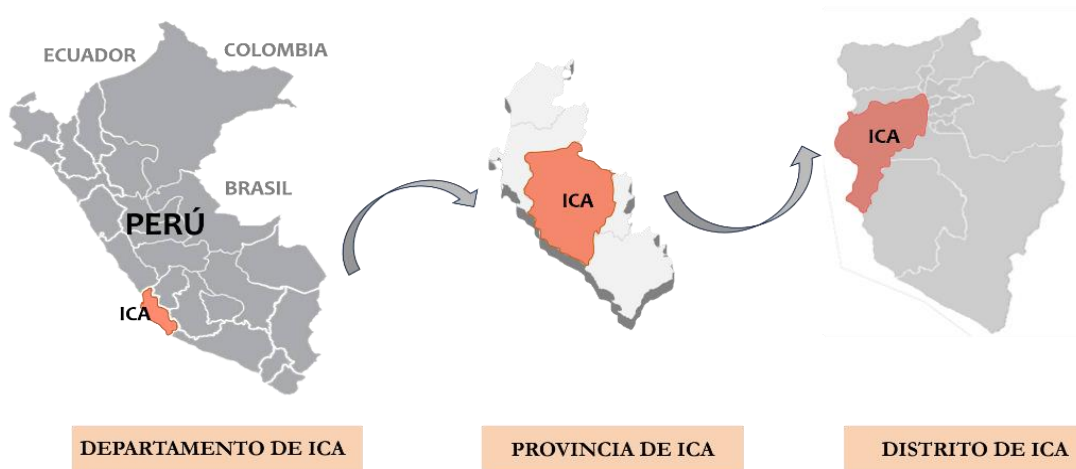 ECUADOR
COLOMBIA
BRASIL
PERÚ
ICA
ICA
ICA
DEPARTAMENTO DE ICA
PROVINCIA DE ICA
DISTRITO DE ICA